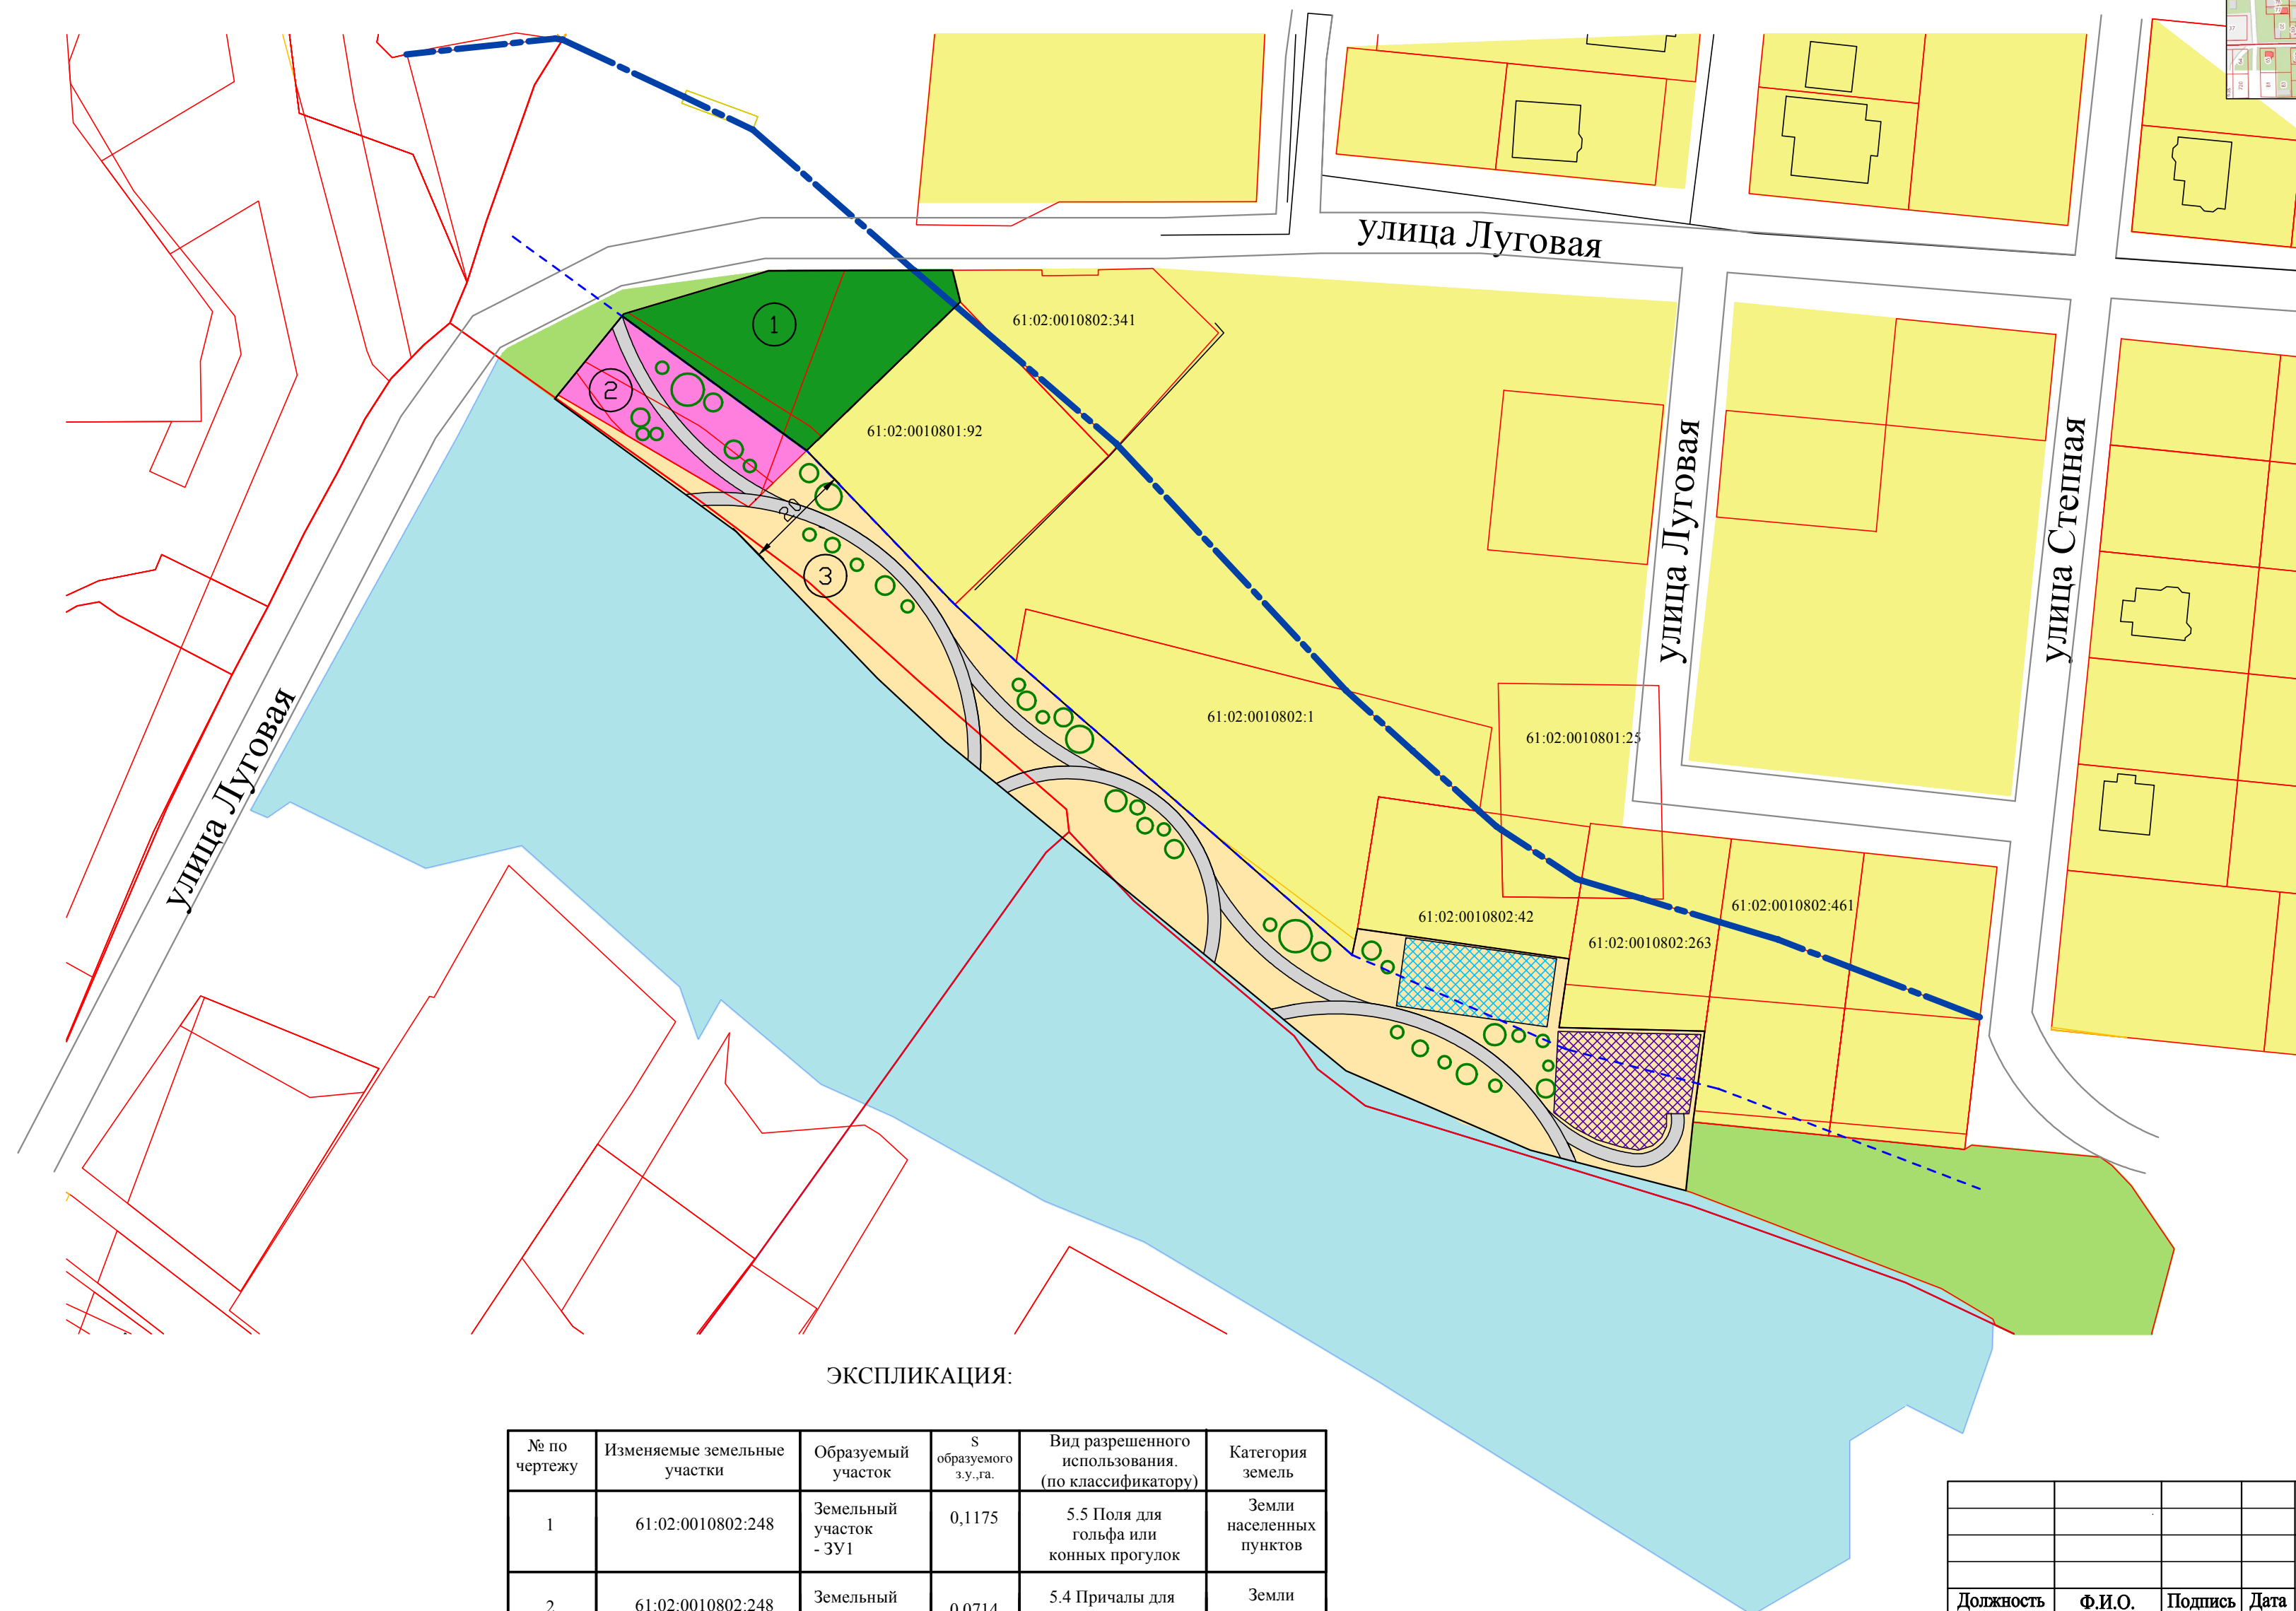 улица Луговая
61:02:0010802:341
1
2
61:02:0010801:92
20
3
улица Луговая
улица Степная
61:02:0010802:1
61:02:0010801:25
улица Луговая
61:02:0010802:42
61:02:0010802:461
61:02:0010802:263
ЭКСПЛИКАЦИЯ:
№ по чертежу
Изменяемые земельные участки
Образуемый участок
S образуемого з.у.,га.
Вид разрешенного использования. (по классификатору)
Категория земель
1
61:02:0010802:248
Земельный участок - ЗУ1
0,1175
5.5 Поля для гольфа или конных прогулок
Земли населенных пунктов
2
61:02:0010802:248
Земельный
0,0714
5.4 Причалы для
Земли
Должность Ф.И.О. Подпись Дата